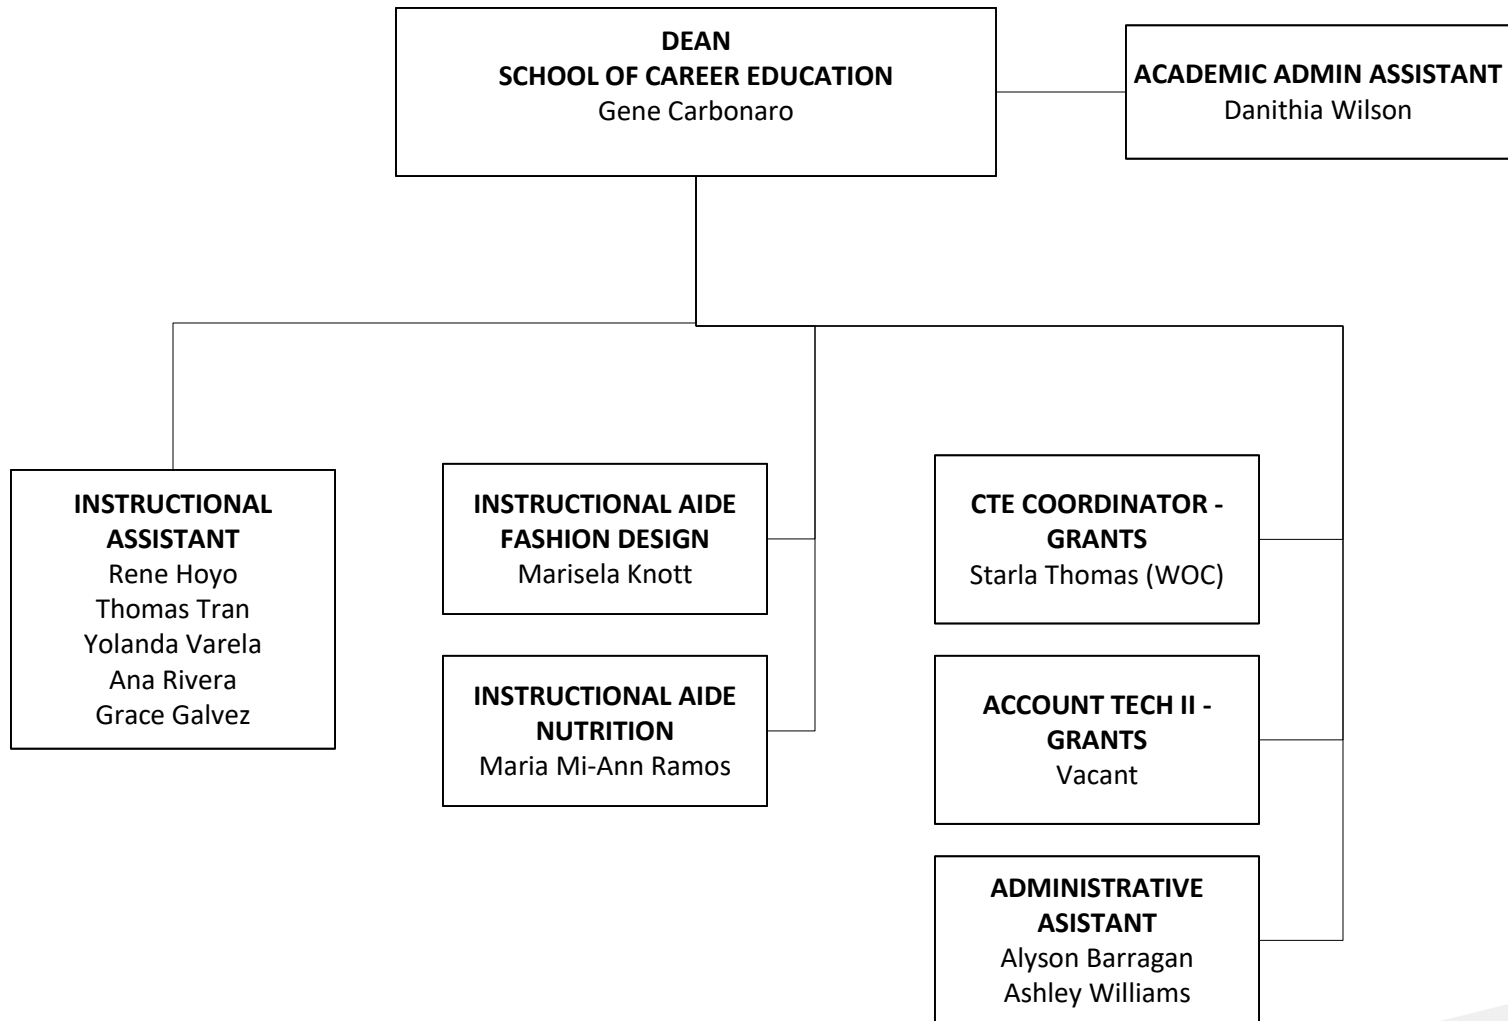 DEAN
SCHOOL OF CAREER EDUCATION
Gene Carbonaro
ACADEMIC ADMIN ASSISTANT
Danithia Wilson
INSTRUCTIONAL
ASSISTANT
Rene Hoyo
Thomas Tran
Yolanda Varela
Ana Rivera
Grace Galvez
INSTRUCTIONAL AIDE
FASHION DESIGN
Marisela Knott
INSTRUCTIONAL AIDE
NUTRITION
Maria Mi-Ann Ramos
CTE COORDINATOR -
GRANTS
Starla Thomas (WOC)
ACCOUNT TECH II -
GRANTS
Vacant
ADMINISTRATIVE
ASISTANT
Alyson Barragan
Ashley Williams